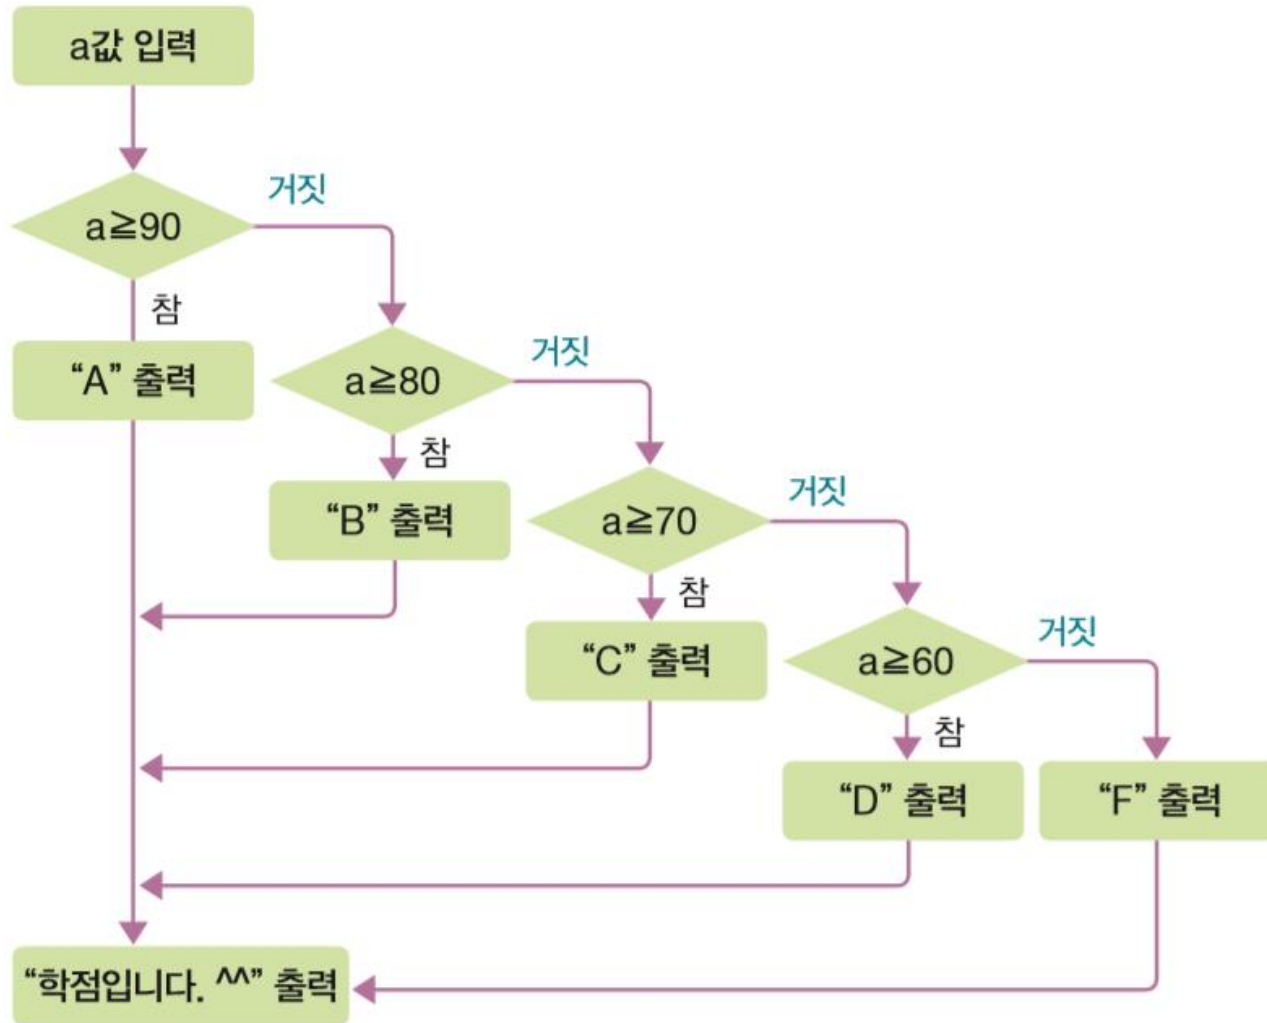 a값 입력
거짓
a≧90
참
거짓
"A" 출력
a≧80
참
거짓
"B" 출력
a≧70
참
거짓
"C" 출력
a≧60
참
"D" 출력
"F" 출력
"학점입니다. ^^" 출력